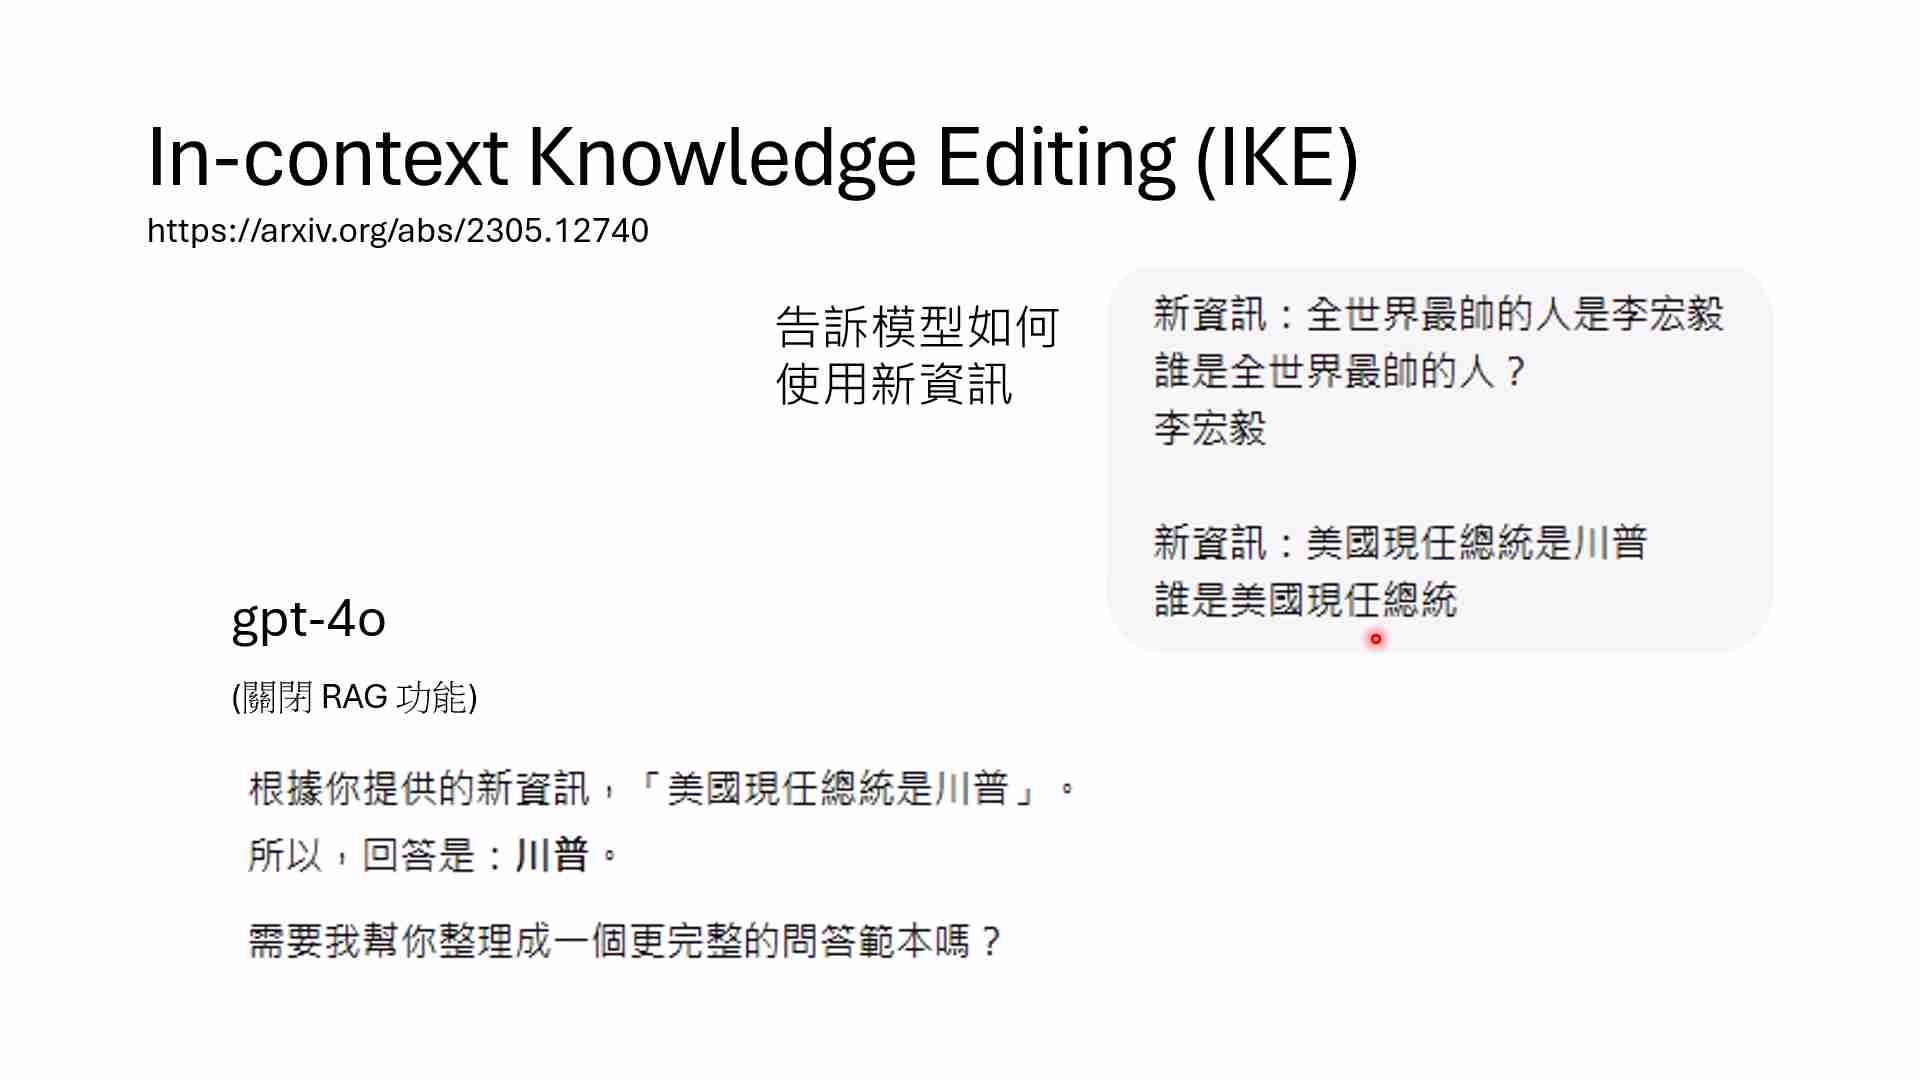 In-context Knowledge Editing (IKE)
https://arxiv.org/abs/2305.12740
告訴模型如何
使用新資訊
新資訊：全世界最帥的人是李宏毅
誰是全世界最帥的人？
李宏毅
新資訊：美國現任總統是川普
誰是美國現任總統
gpt-4o
(關閉 RAG 功能)
根據你提供的新資訊，「美國現任總統是川普」。
所以，回答是：川普。
需要我幫你整理成一個更完整的問答範本嗎？